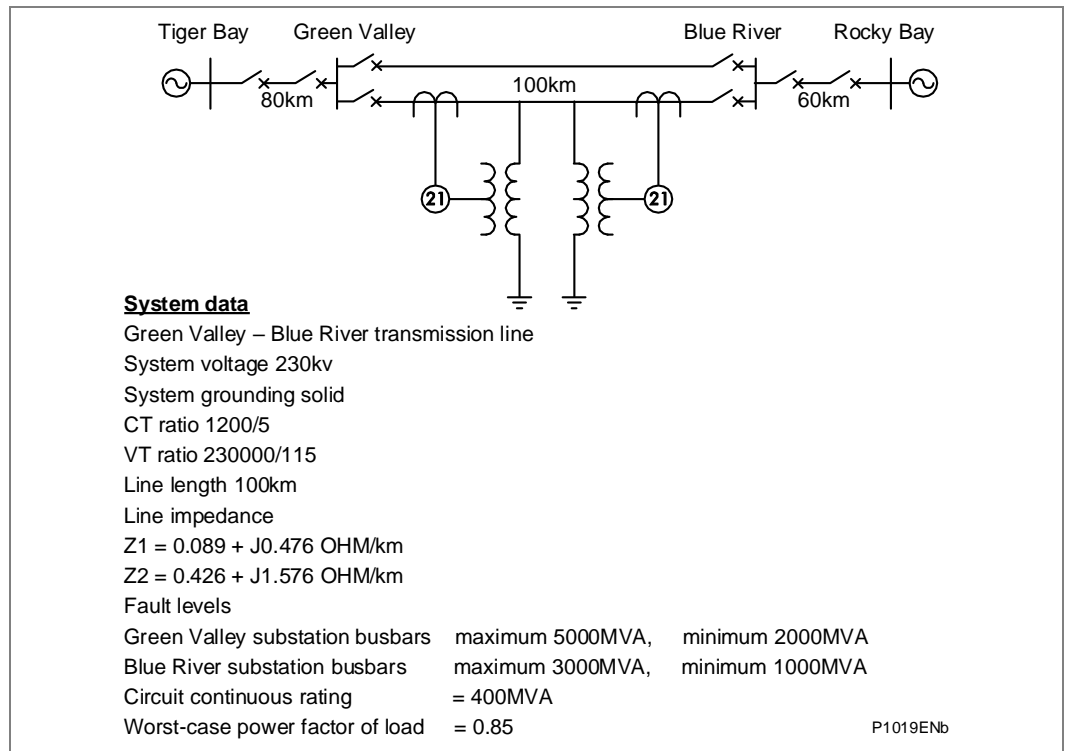 Tiger Bay Green Valley Blue River Rocky Bay
100km
80km 60km
21 21
System data
Green Valley – Blue River transmission line
System voltage 230kv
System grounding solid
CT ratio 1200/5
VT ratio 230000/115
Line length 100km
Line impedance
Z1 = 0.089 + J0.476 OHM/km
Z2 = 0.426 + J1.576 OHM/km
Fault levels
Green Valley substation busbars maximum 5000MVA, minimum 2000MVA
Blue River substation busbars maximum 3000MVA, minimum 1000MVA
Circuit continuous rating = 400MVA
Worst-case power factor of load = 0.85 P1019ENb